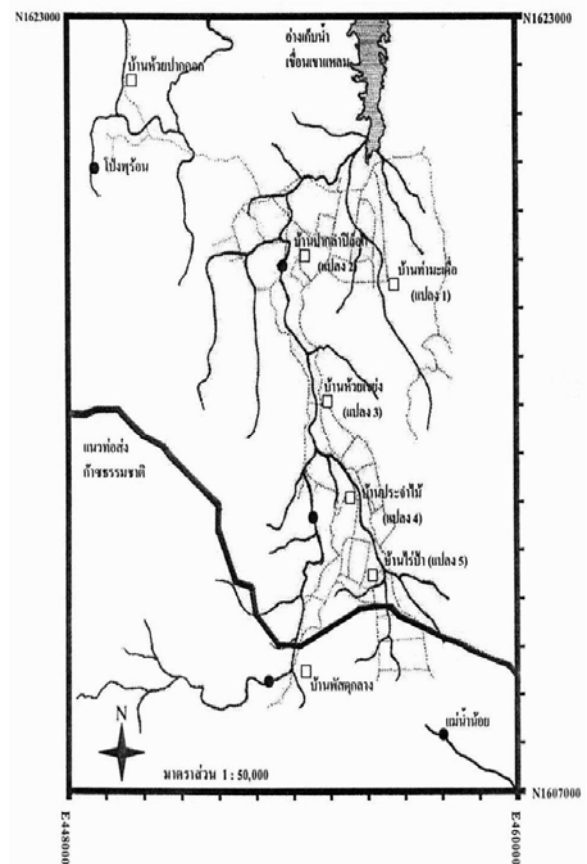 N1623000
N1623000
อ่างเก็บน้ำ
เขื่อนเขาแหลม
บ้านห้วยปากคอก
โป่งพุร้อน
บ้านปากลำปิล๊อก
(แปลง 2)
บ้านท่ามะเดื่อ
(แปลง 1)
บ้านห้วยเขย่ง
(แปลง 3)
แนวท่อส่ง
ก๊าซธรรมชาติ
บ้านประจำไม้
(แปลง 4)
บ้านไร่ป้า (แปลง 5)
บ้านพัสดุกลาง
แม่น้ำน้อย
N
มาตราส่วน 1 : 50,000
N1607000
E448000
E460000